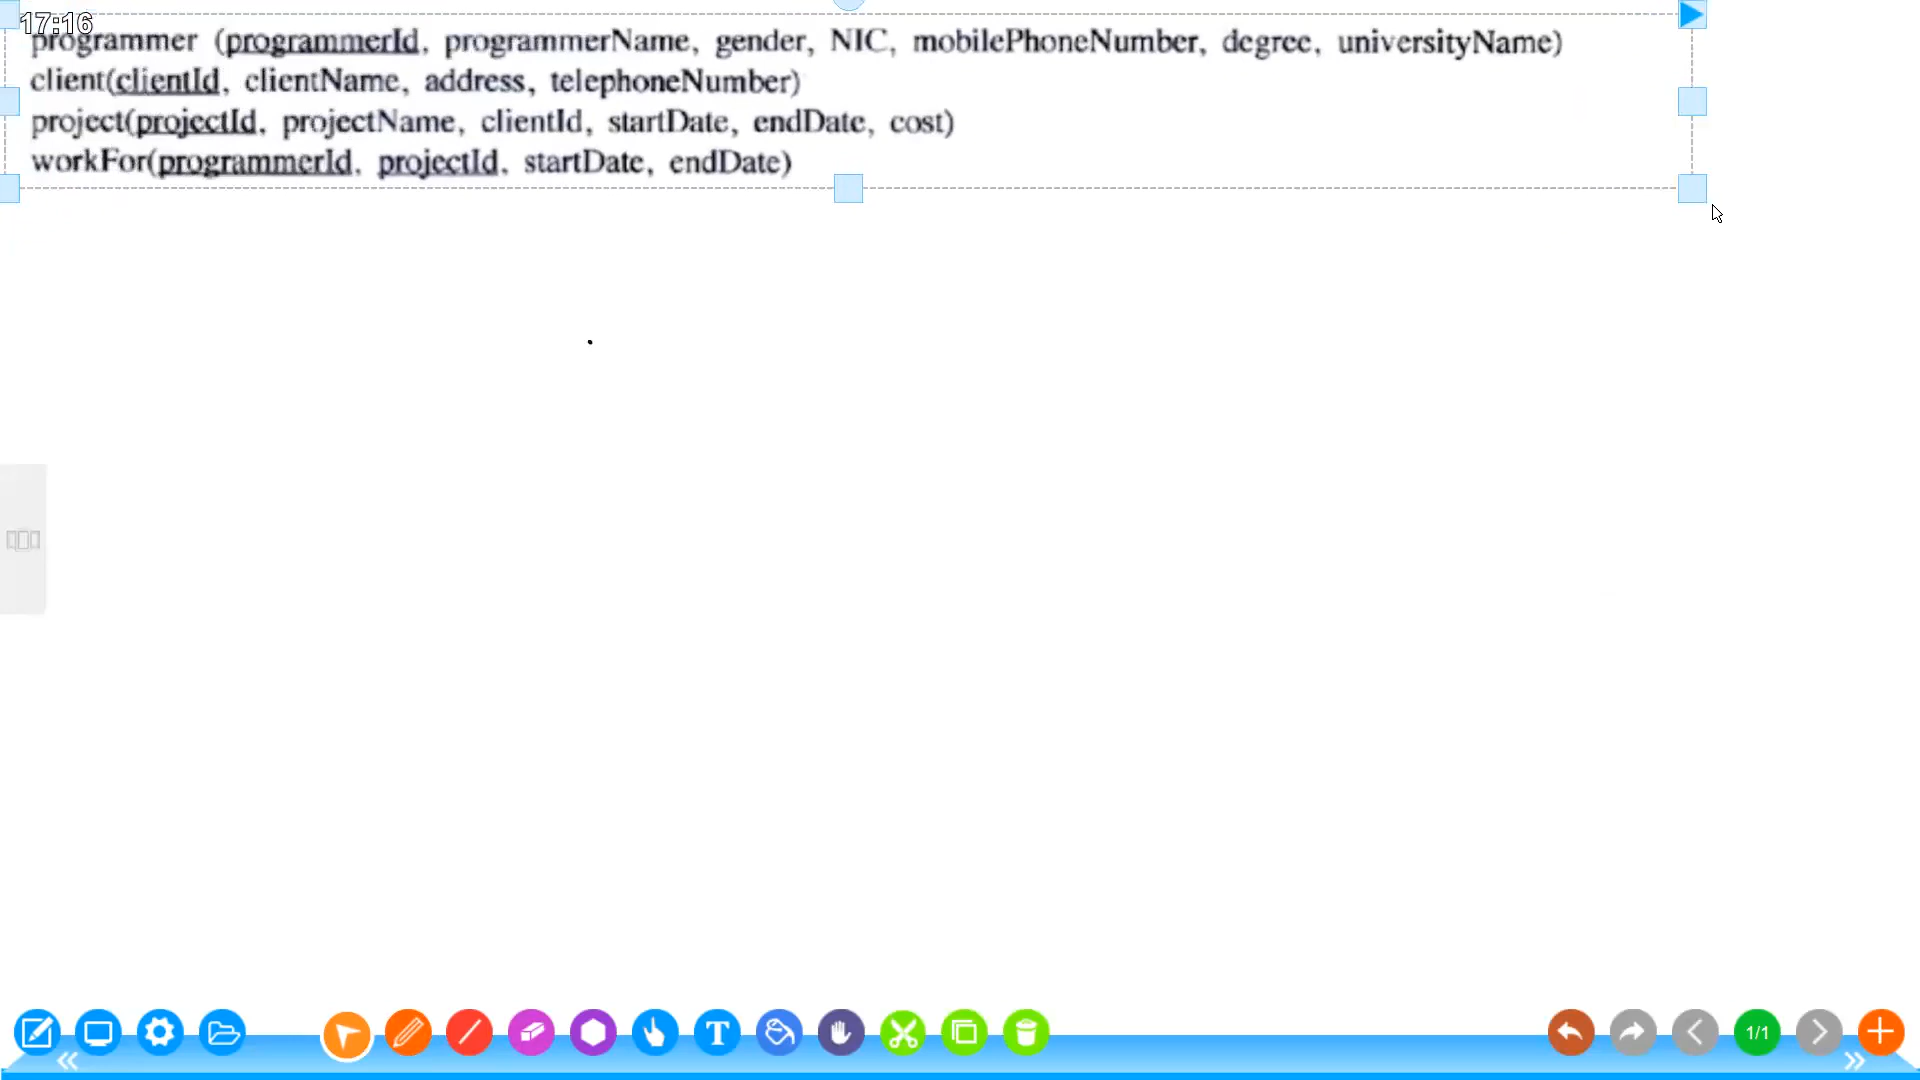 17:16
programmer (programmerId, programmerName, gender, NIC, mobilePhoneNumber, degree, universityName)
client(clientId, clientName, address, telephoneNumber)
project(projectId, projectName, clientId, startDate, endDate, cost)
workFor(programmerId, projectId, startDate, endDate)
T
1/1